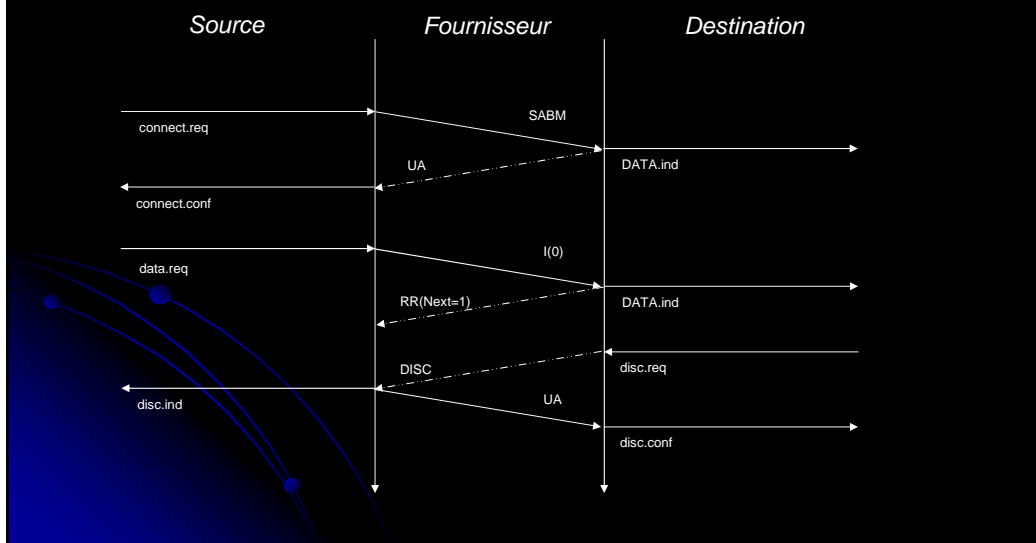 Source Fournisseur Destination
SABM
connect.req
UA
DATA.ind
connect.conf
I(0)
data.req
RR(Next=1)
DATA.ind
DISC
disc.req
disc.ind
UA
disc.conf